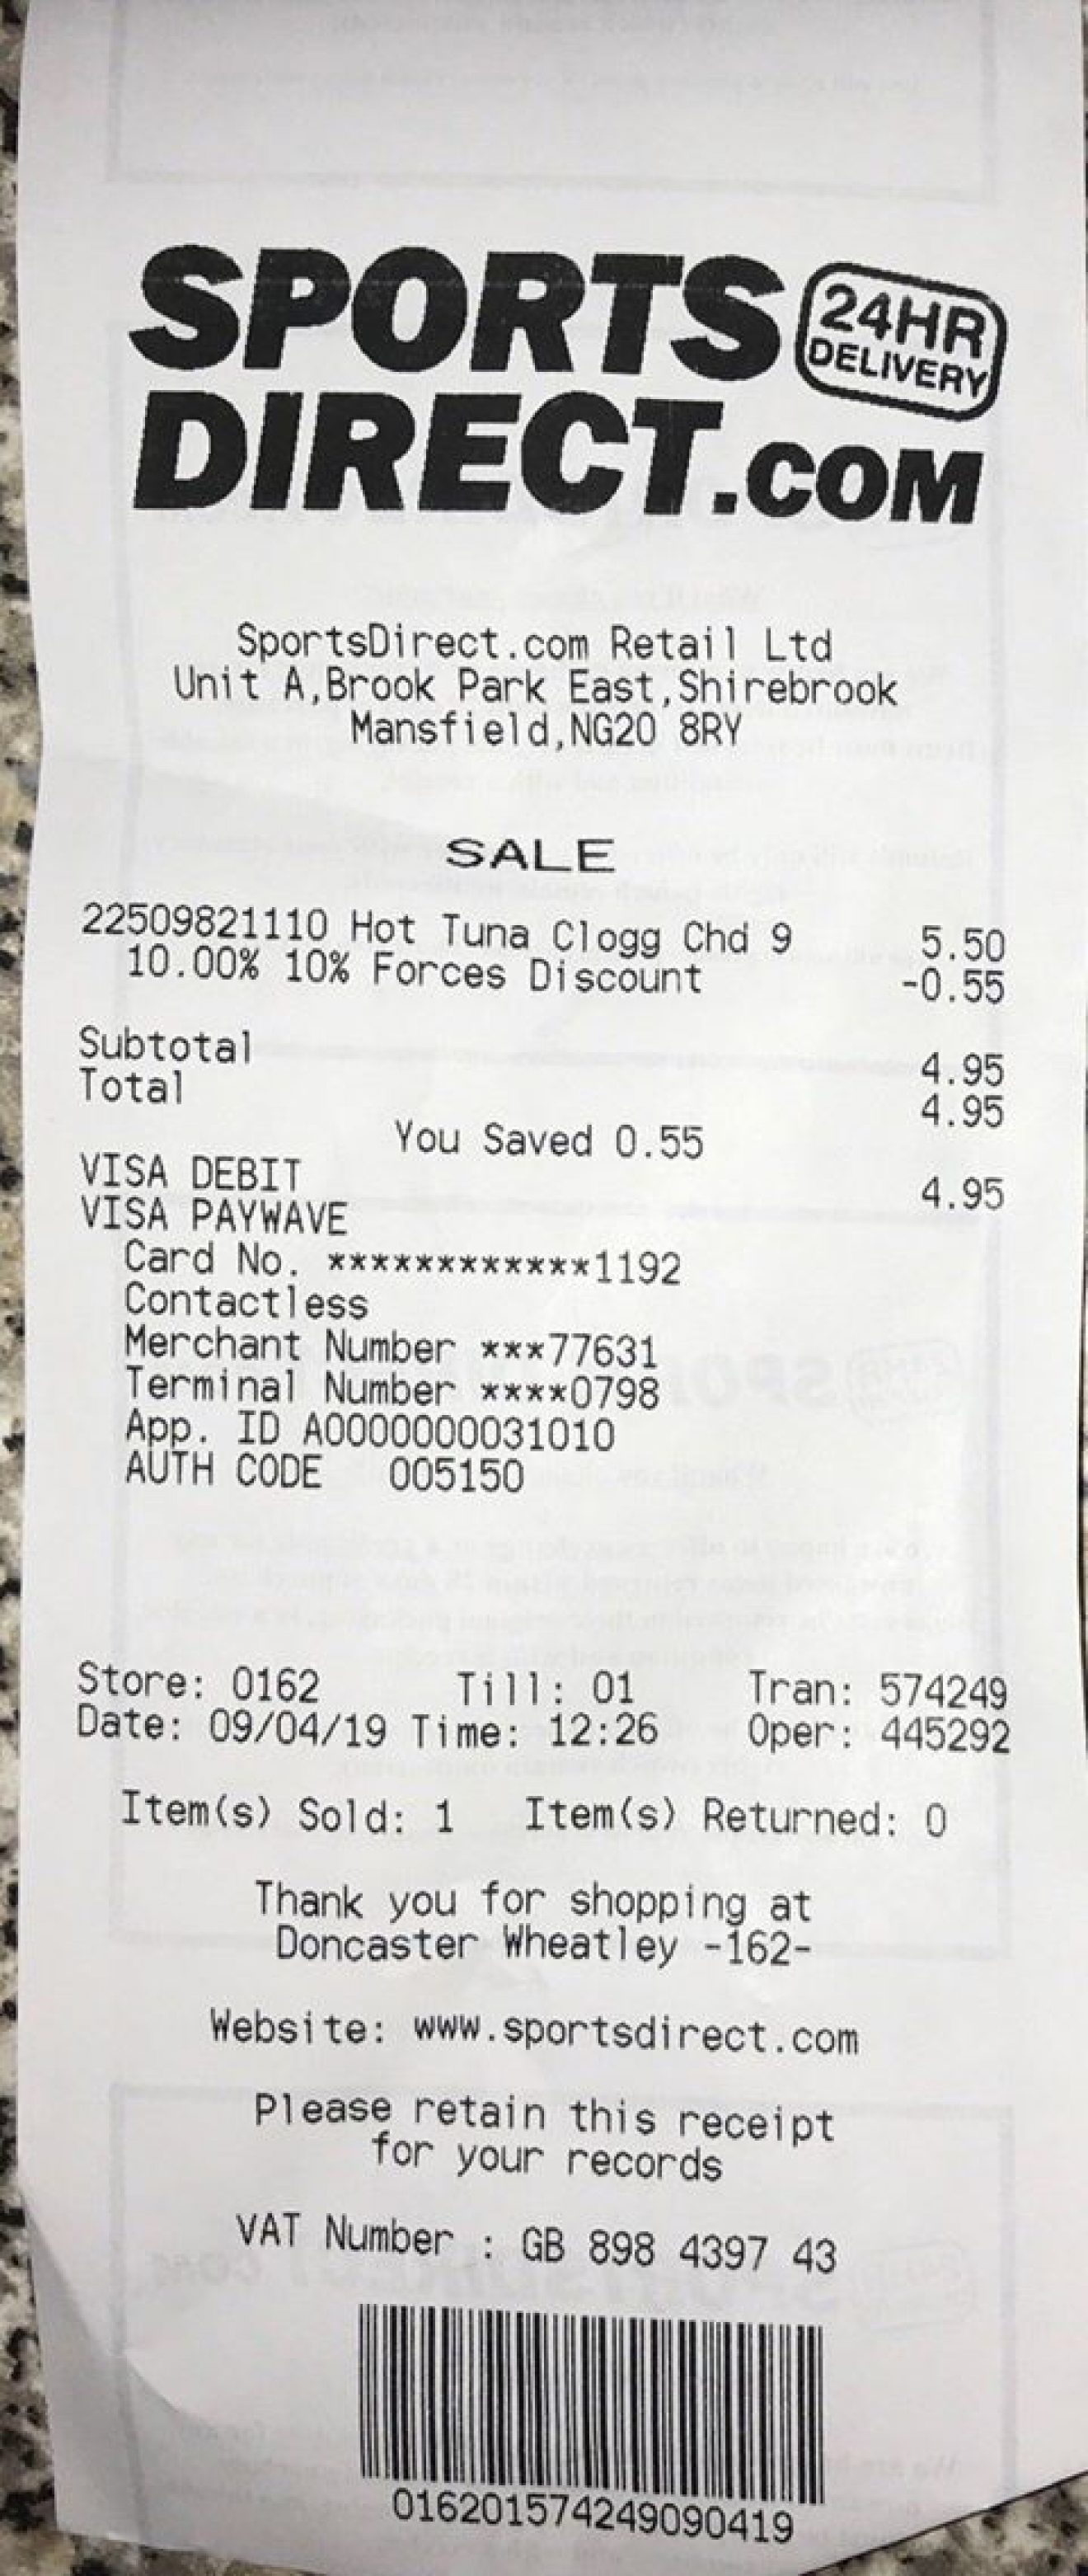 SPORTS 24HR DELIVERY
DIRECT.COM
SportsDirect.com Retail Ltd
Unit A,Brook Park East,Shirebrook
Mansfield,NG20 8RY
SALE
22509821110 Hot Tuna Clogg Chd 9 5.50
10.00% 10% Forces Discount -0.55
Subtotal 4.95
Total 4.95
You Saved 0.55
VISA DEBIT 4.95
VISA PAYWAVE
Card No. ************1192
Contactless
Merchant Number ***77631
Terminal Number ****0798
App. ID A0000000031010
AUTH CODE 005150
Store: 0162 Till: 01 Tran: 574249
Date: 09/04/19 Time: 12:26 Oper: 445292
Item(s) Sold: 1 Item(s) Returned: 0
Thank you for shopping at
Doncaster Wheatley -162-
Website: www.sportsdirect.com
Please retain this receipt
for your records
VAT Number : GB 898 4397 43
016201574249090419